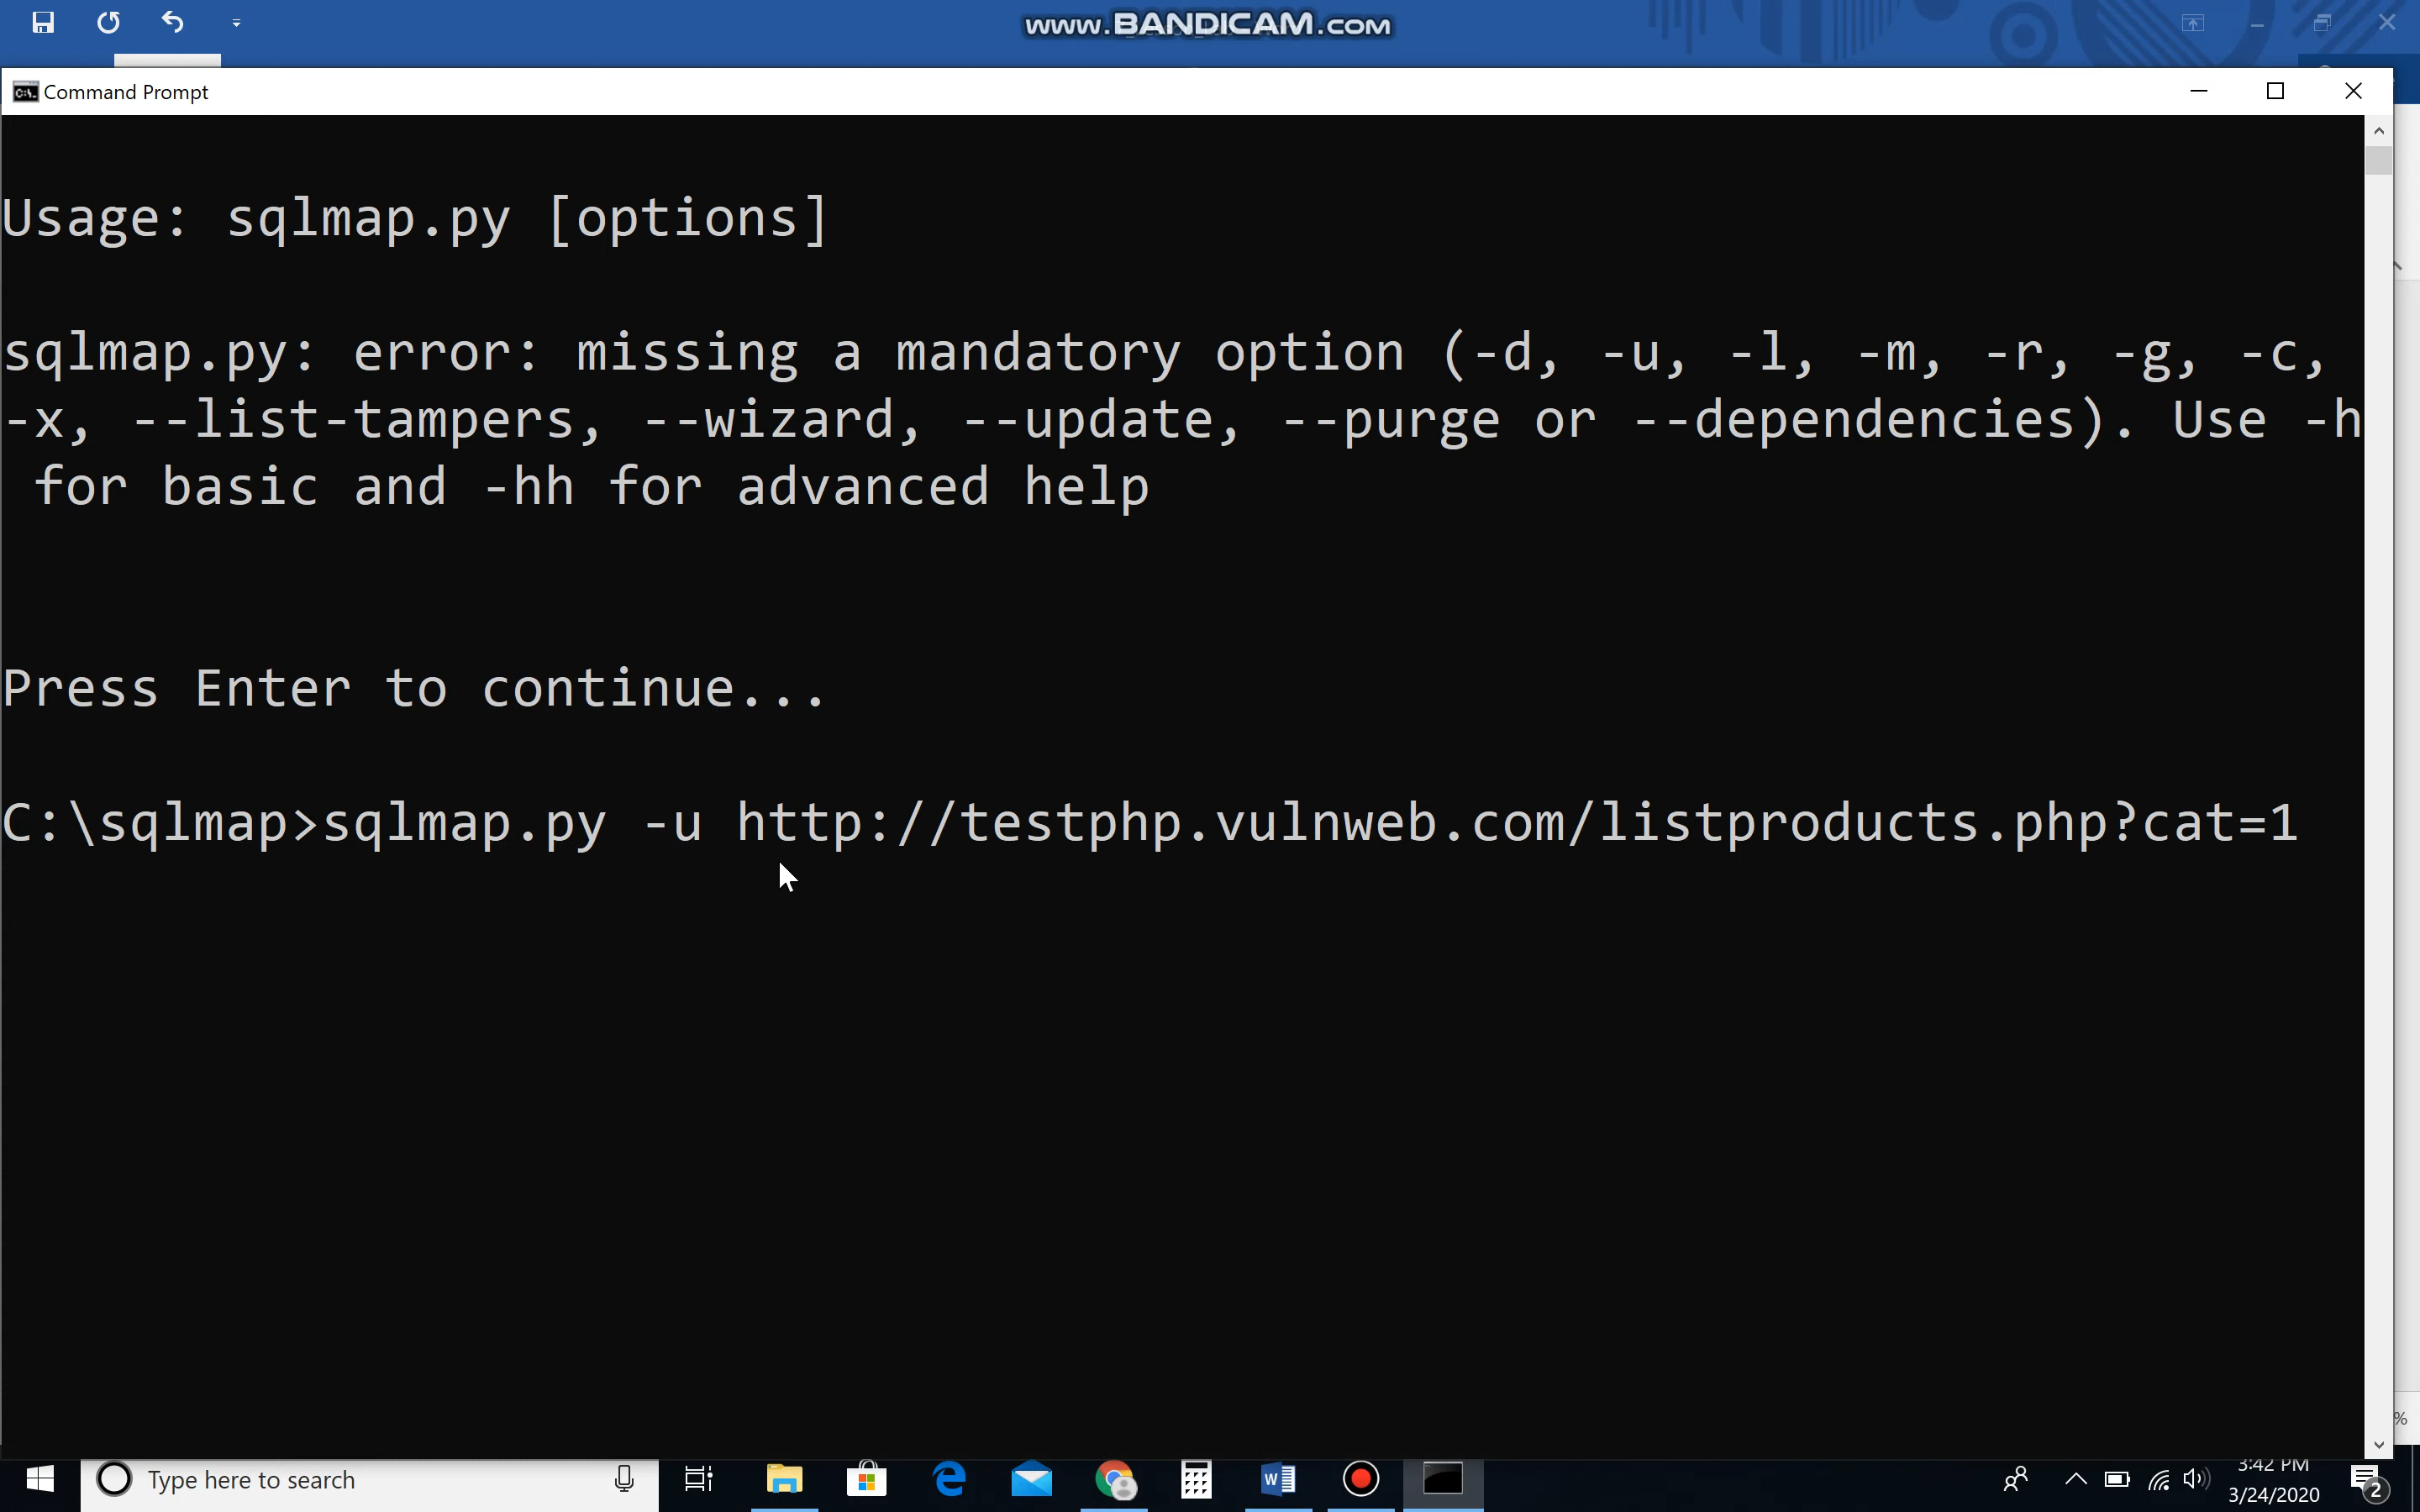 www.BANDICAM.com
Command Prompt
Usage: sqlmap.py [options]
sqlmap.py: error: missing a mandatory option (-d, -u, -l, -m, -r, -g, -c,
-x, --list-tampers, --wizard, --update, --purge or --dependencies). Use -h
for basic and -hh for advanced help
Press Enter to continue...
C:\sqlmap>sqlmap.py -u http://testphp.vulnweb.com/listproducts.php?cat=1
%
Type here to search
3:42 PM
3/24/2020
2